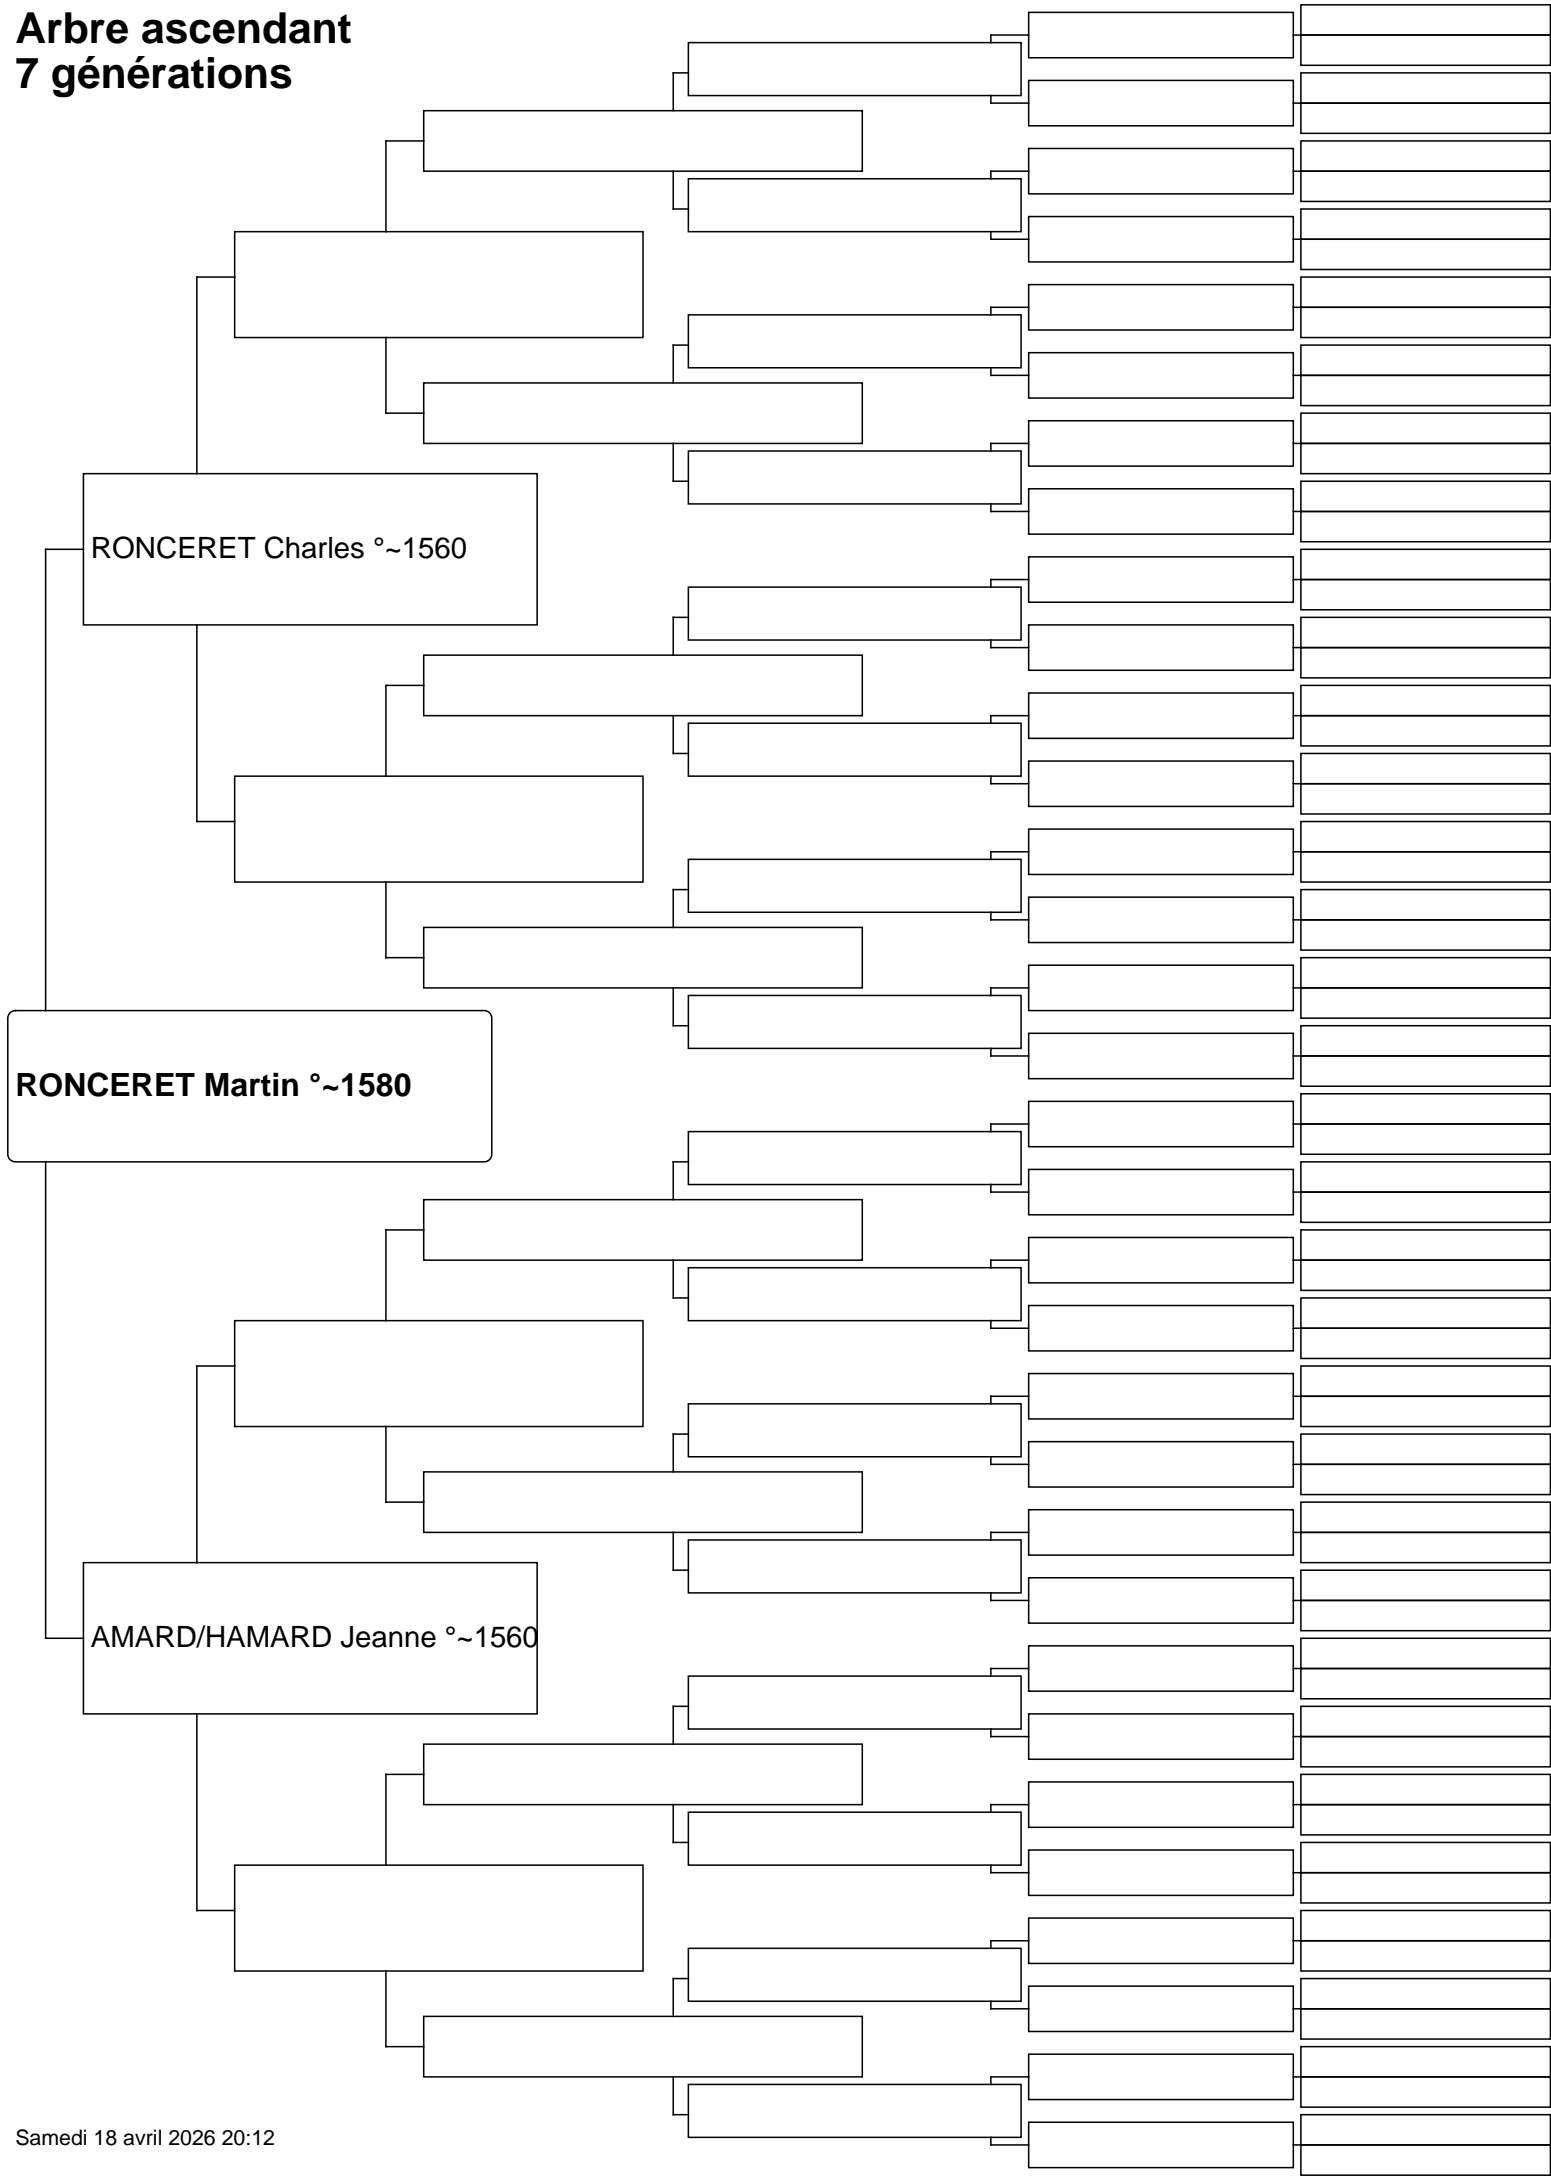 Arbre ascendant
7 générations
RONCERET Charles °~1560
RONCERET Martin °~1580
AMARD/HAMARD Jeanne °~1560
Samedi 18 avril 2026 20:12